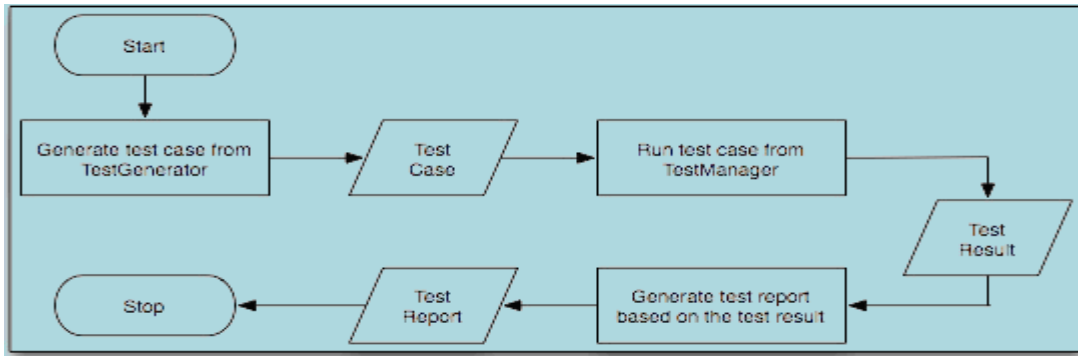 Start
Generate test case from
TestGenerator
Test
Case
Run test case from
TestManager
Test
Result
Generate test report
based on the test result
Test
Report
Stop